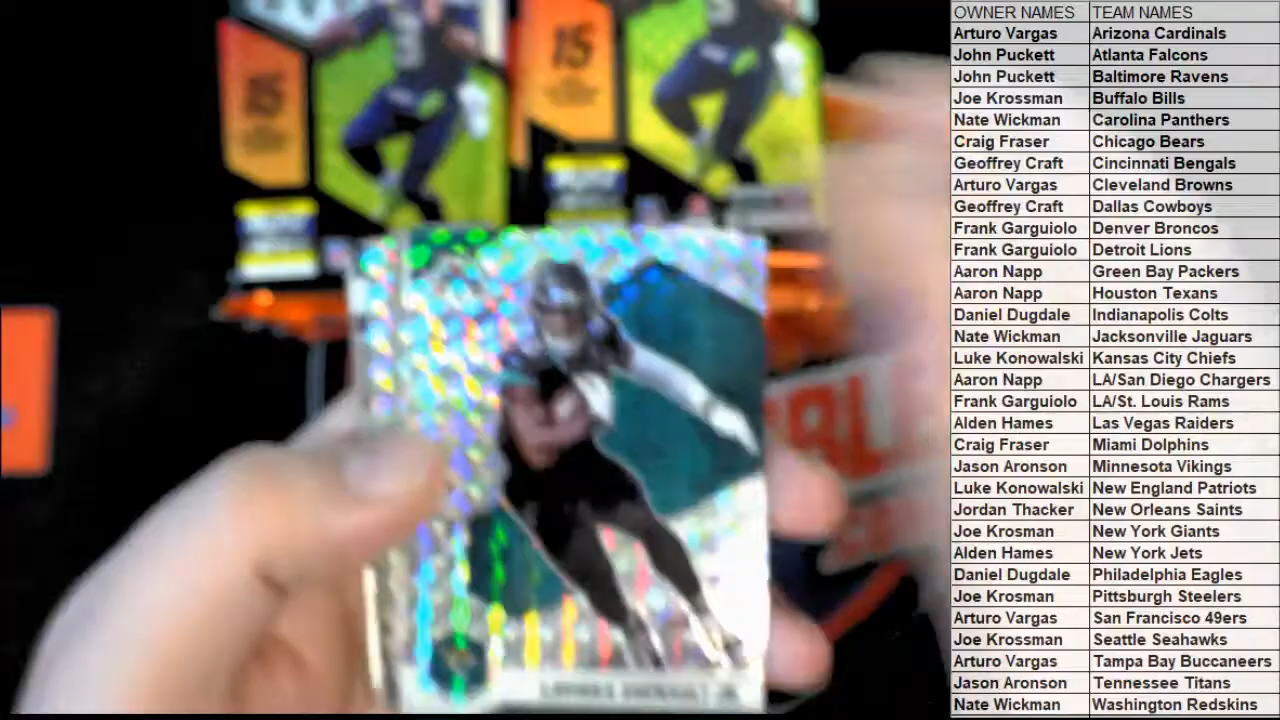 OWNER NAMES TEAM NAMES
Arturo Vargas Arizona Cardinals
John Puckett Atlanta Falcons
John Puckett Baltimore Ravens
Joe Krossman Buffalo Bills
Nate Wickman Carolina Panthers
Craig Fraser Chicago Bears
Geoffrey Craft Cincinnati Bengals
Arturo Vargas Cleveland Browns
Geoffrey Craft Dallas Cowboys
Frank Garguiolo Denver Broncos
Frank Garguiolo Detroit Lions
Aaron Napp Green Bay Packers
Aaron Napp Houston Texans
Daniel Dugdale Indianapolis Colts
Nate Wickman Jacksonville Jaguars
Luke Konowalski Kansas City Chiefs
Aaron Napp LA/San Diego Chargers
Frank Garguiolo LA/St. Louis Rams
Alden Hames Las Vegas Raiders
Craig Fraser Miami Dolphins
Jason Aronson Minnesota Vikings
Luke Konowalski New England Patriots
Jordan Thacker New Orleans Saints
Joe Krosman New York Giants
Alden Hames New York Jets
Daniel Dugdale Philadelphia Eagles
Joe Krosman Pittsburgh Steelers
Arturo Vargas San Francisco 49ers
Joe Krossman Seattle Seahawks
Arturo Vargas Tampa Bay Buccaneers
Jason Aronson Tennessee Titans
Nate Wickman Washington Redskins
15